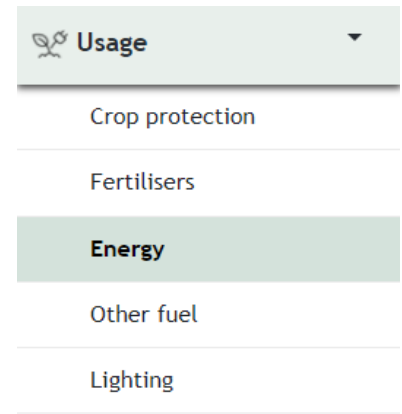 Usage
Crop protection
Fertilisers
Energy
Other fuel
Lighting